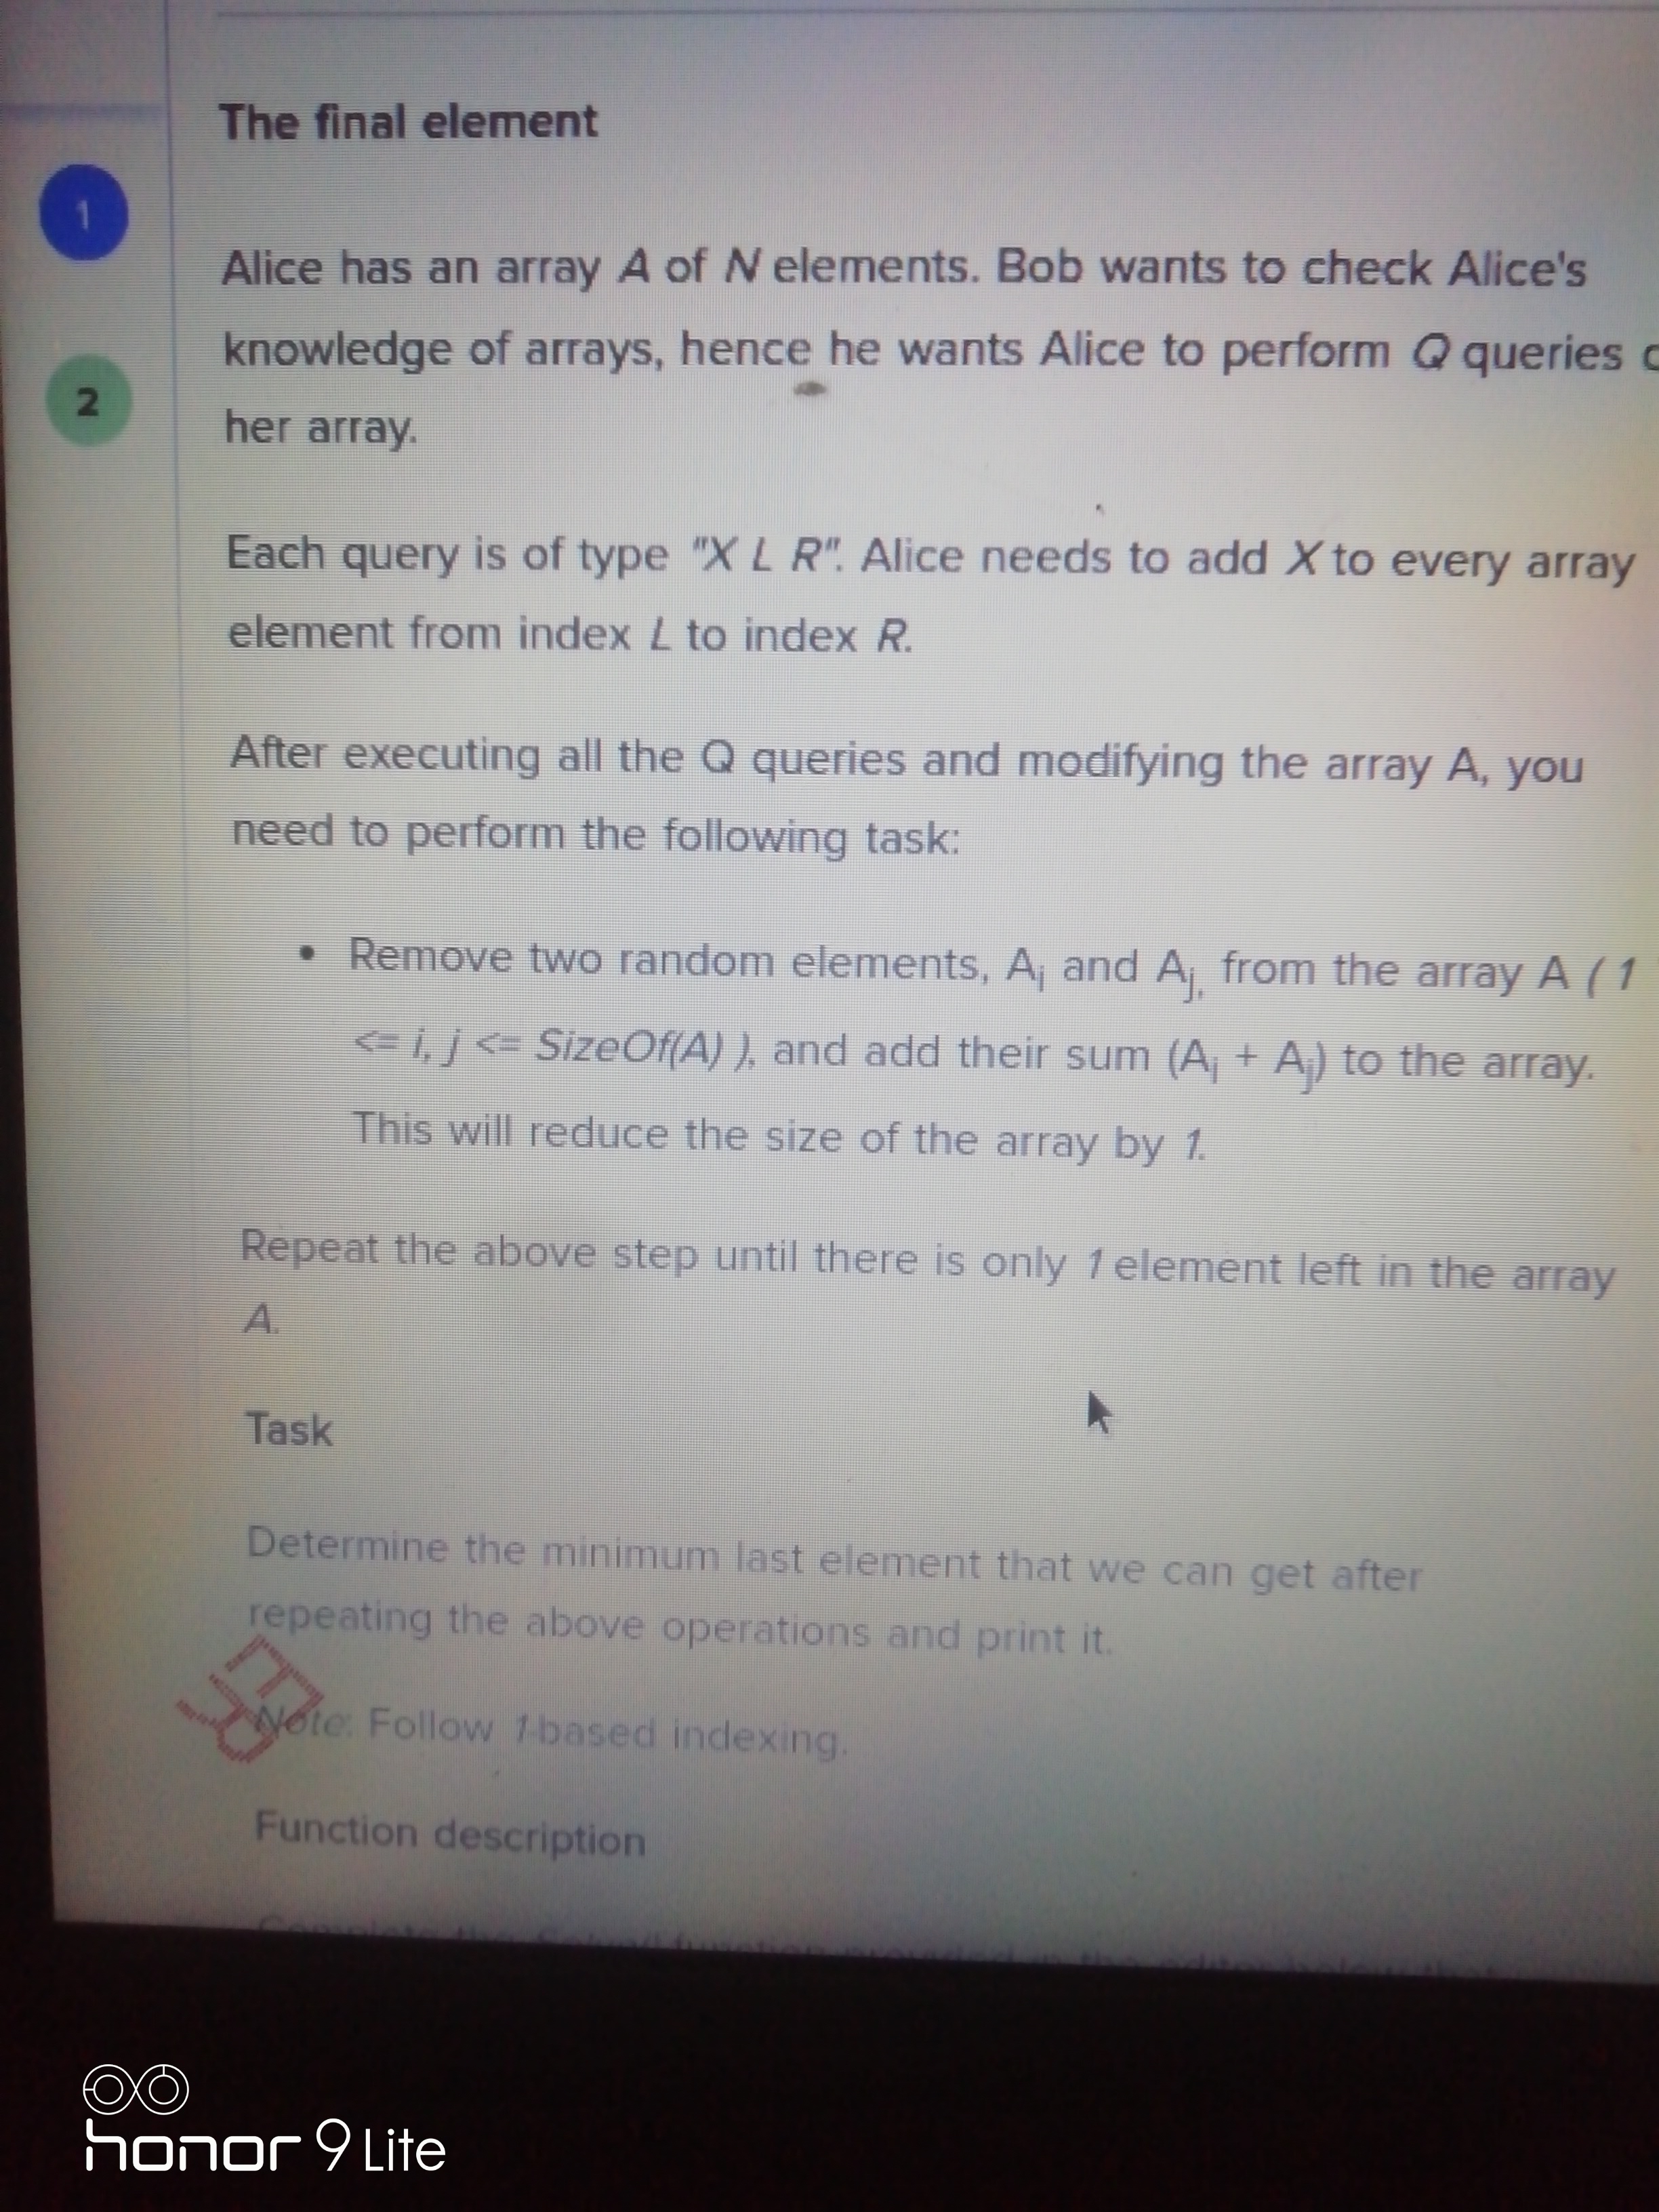 The final element
1
Alice has an array A of N elements. Bob wants to check Alice's
knowledge of arrays, hence he wants Alice to perform Q queries
2
her array.
Each query is of type "X L R". Alice needs to add X to every array
element from index L to index R.
After executing all the Q queries and modifying the array A, you
need to perform the following task:
• Remove two random elements, Ai and Aj, from the array A ( 1
<= i, j <= SizeOf(A) ), and add their sum (Ai + Aj) to the array.
This will reduce the size of the array by 1.
Repeat the above step until there is only 1 element left in the array
A.
Task
Determine the minimum last element that we can get after
repeating the above operations and print it.
Note: Follow 1-based indexing.
Function description
honor 9 Lite